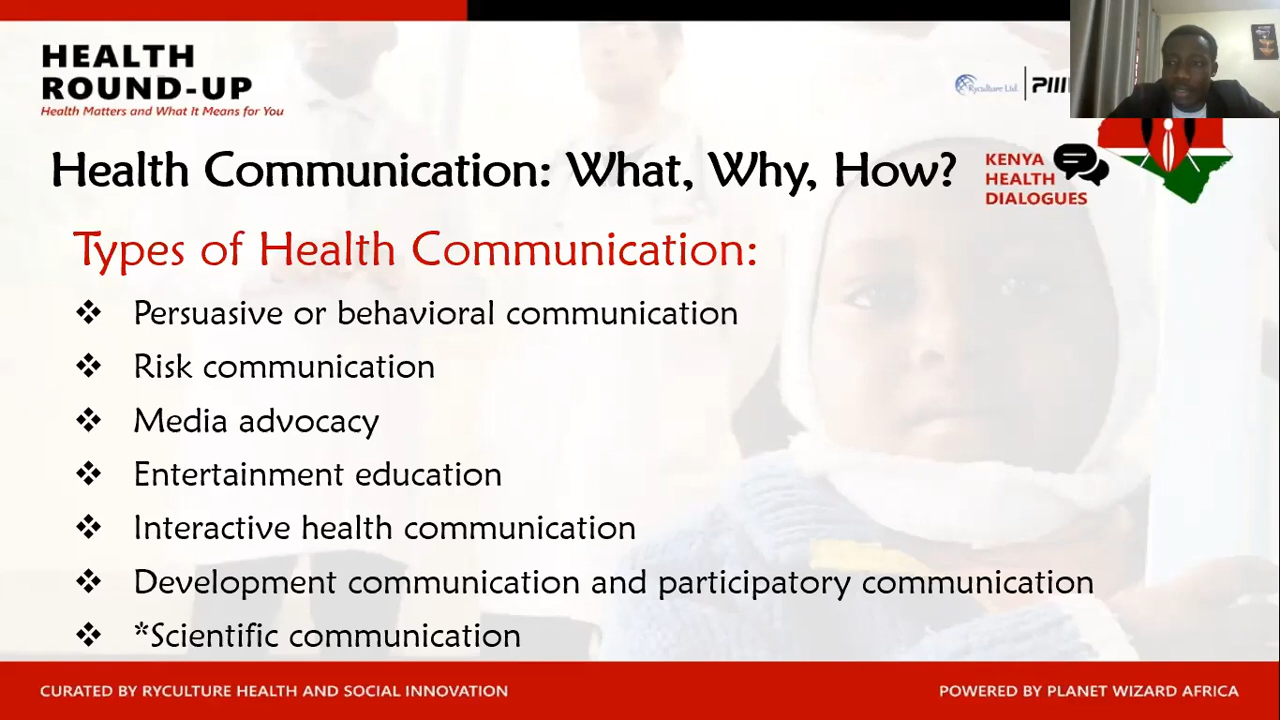 HEALTH
ROUND-UP
Health Matters and What it Means for You
Ryculture Ltd.
Health Communication: What, Why, How?
KENYA
HEALTH
DIALOGUES
Types of Health Communication:
❖ Persuasive or behavioral communication
❖ Risk communication
❖ Media advocacy
❖ Entertainment education
❖ Interactive health communication
❖ Development communication and participatory communication
❖ *Scientific communication
CURATED BY RYCULTURE HEALTH AND SOCIAL INNOVATION
POWERED BY PLANET WIZARD AFRICA